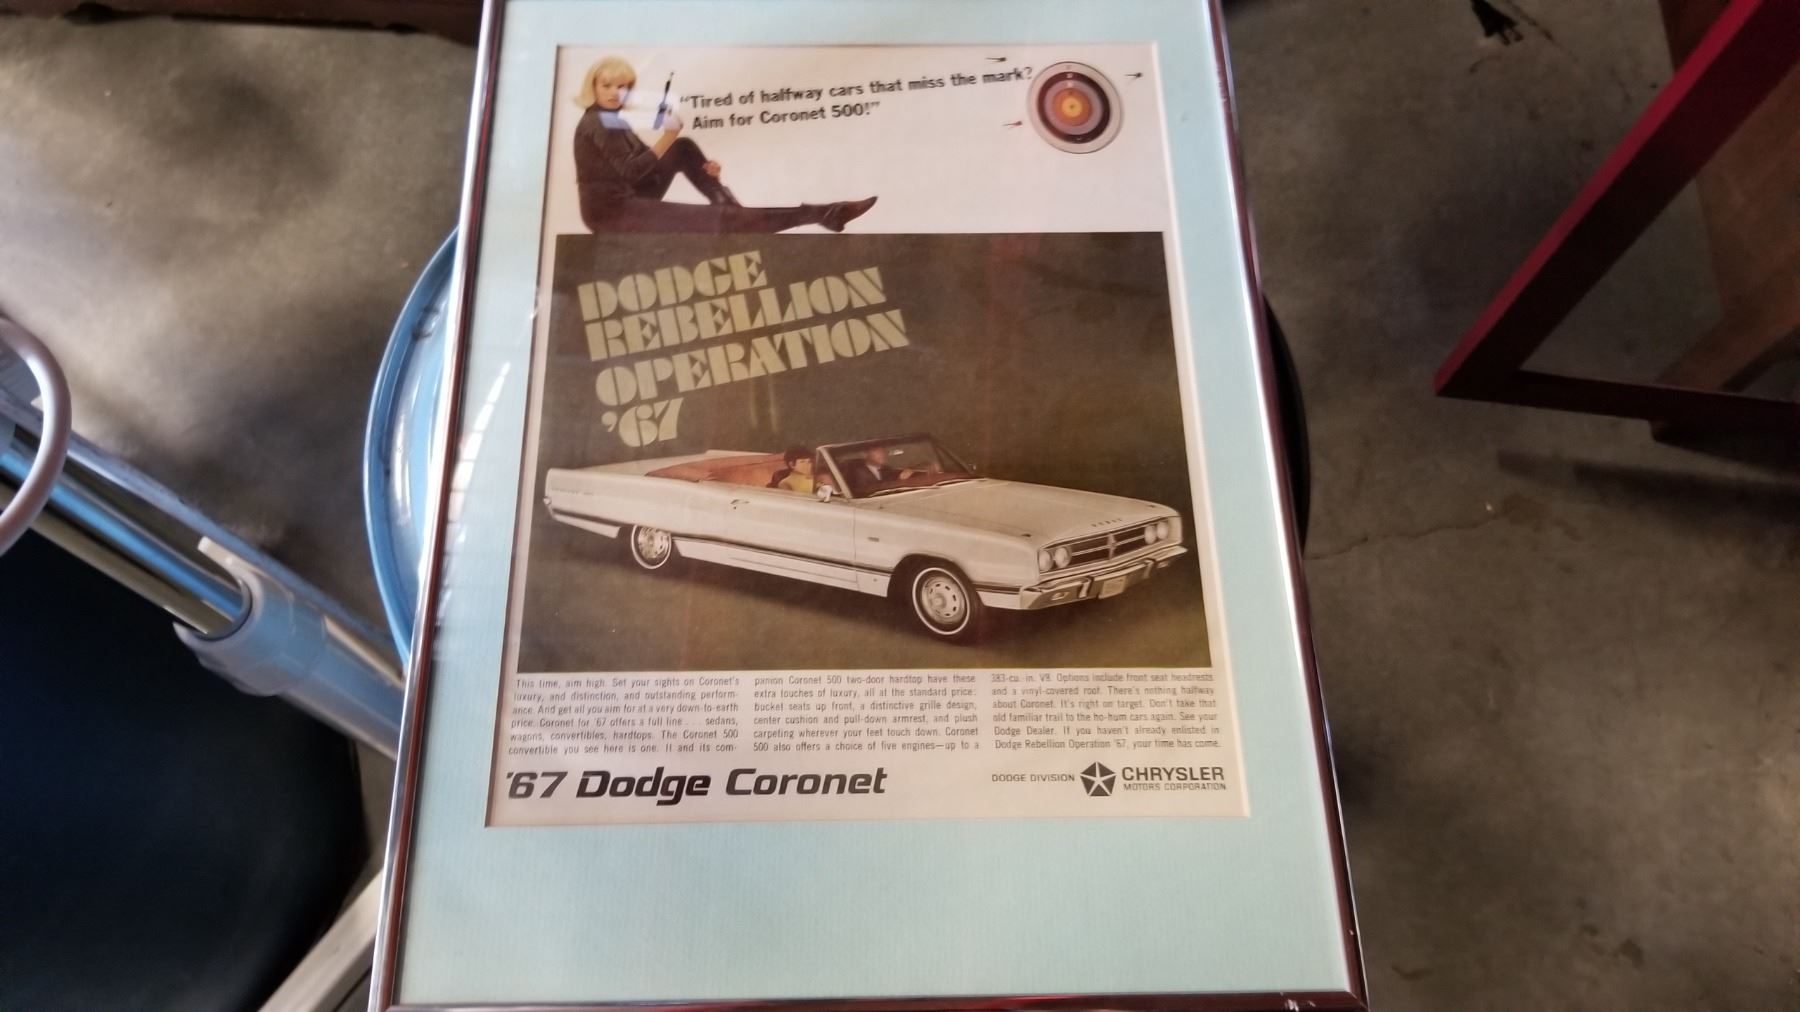 "Tired of halfway cars that miss the mark?
Aim for Coronet 500!"
DODGE
REBELLION
OPERATION
'67
DODGE
This time, aim high. Set your sights on Coronet's
luxury, and distinction, and outstanding perform-
ance. And get all you aim for at a very down-to-earth
price. Coronet for '67 offers a full line . . . sedans,
wagons, convertibles, hardtops. The Coronet 500
convertible you see here is one. It and its com-
panion Coronet 500 two-door hardtop have these
extra touches of luxury, all at the standard price:
bucket seats up front, a distinctive grille design,
center cushion and pull-down armrest, and plush
carpeting wherever your feet touch down. Coronet
500 also offers a choice of five engines—up to a
383-cu.-in. V8. Options include front seat headrests
and a vinyl-covered roof. There's nothing halfway
about Coronet. It's right on target. Don't take that
old familiar trail to the ho-hum cars again. See your
Dodge Dealer. If you haven't already enlisted in
Dodge Rebellion Operation '67, your time has come.
'67 Dodge Coronet
DODGE DIVISION
CHRYSLER
MOTORS CORPORATION